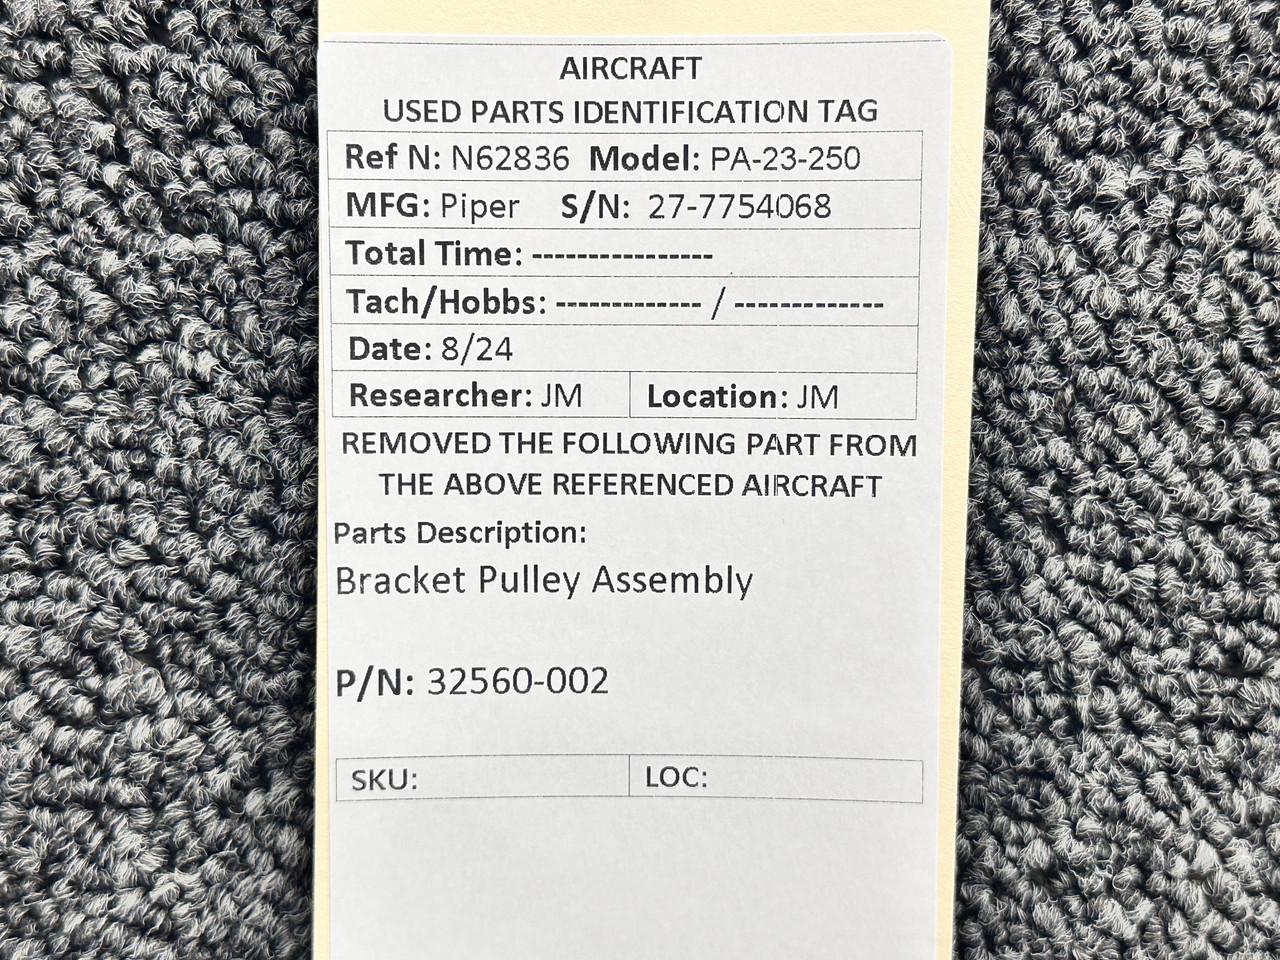 AIRCRAFT
USED PARTS IDENTIFICATION TAG
Ref N: N62836 Model: PA-23-250
MFG: Piper S/N: 27-7754068
Total Time: ----------------
Tach/Hobbs: ------------- / -------------
Date: 8/24
Researcher: JM Location: JM
REMOVED THE FOLLOWING PART FROM
THE ABOVE REFERENCED AIRCRAFT
Parts Description:
Bracket Pulley Assembly
P/N: 32560-002
SKU: LOC: